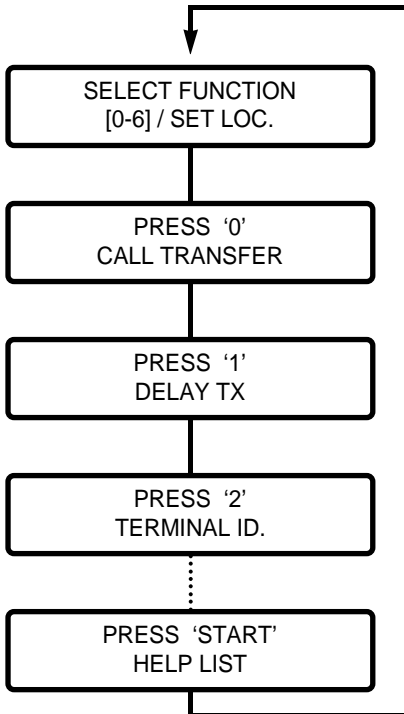 SELECT FUNCTION
[0-6] / SET LOC.
PRESS ‘0’
CALL TRANSFER
PRESS ‘1’
DELAY TX
PRESS ‘2’
TERMINAL ID.
PRESS ‘START’
HELP LIST